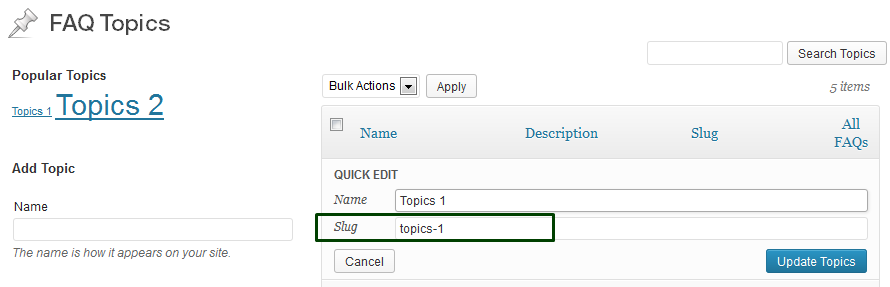 FAQ Topics
Search Topics
Popular Topics
Topics 1 Topics 2
Bulk Actions Apply 5 items
Name Description Slug All FAQs
Add Topic
QUICK EDIT
Name Topics 1
Slug topics-1
Name
The name is how it appears on your site.
Cancel Update Topics